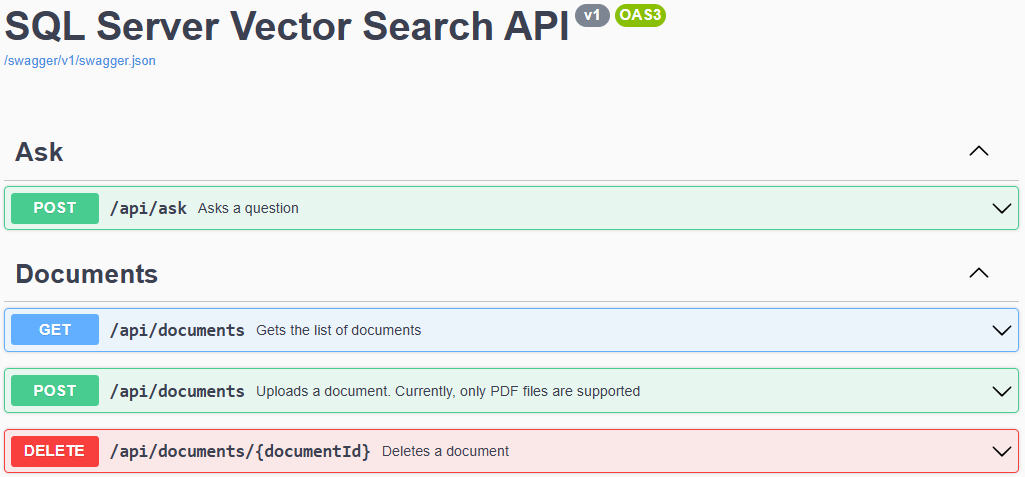 SQL Server Vector Search API v1 OAS3
/swagger/v1/swagger.json
Ask
POST /api/ask Asks a question
Documents
GET /api/documents Gets the list of documents
POST /api/documents Uploads a document. Currently, only PDF files are supported
DELETE /api/documents/{documentId} Deletes a document